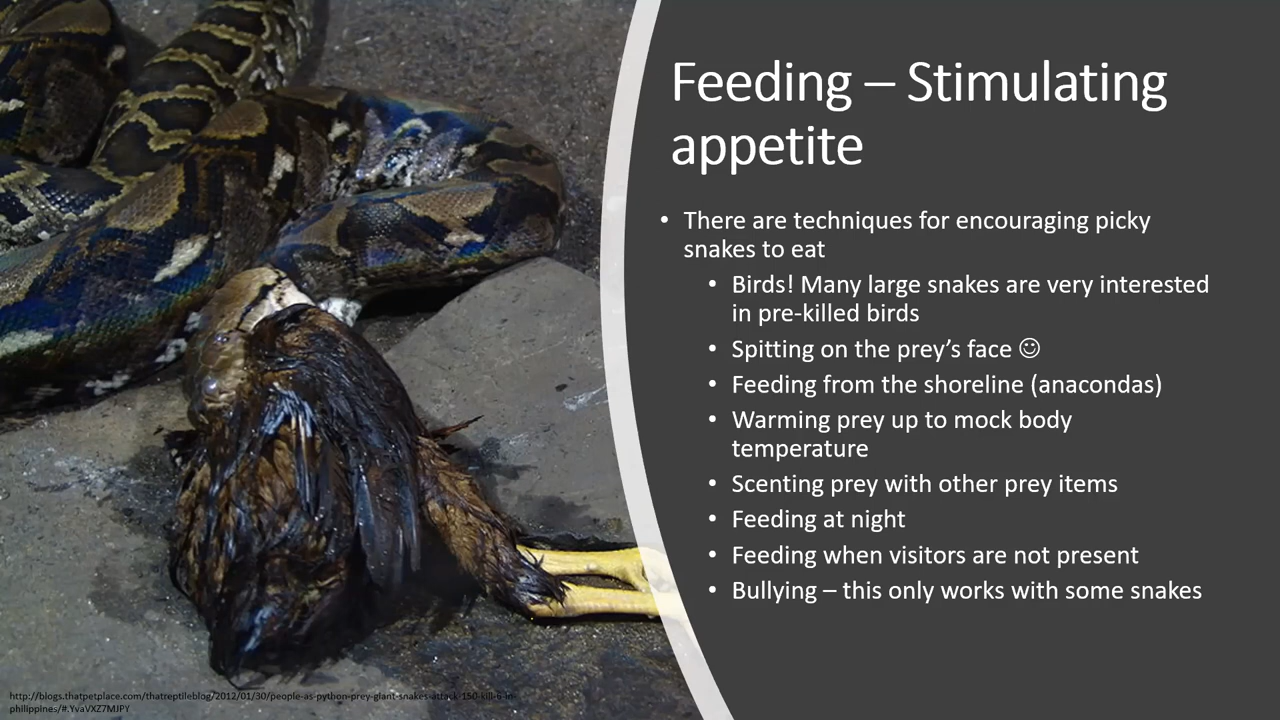 Feeding – Stimulating
appetite
• There are techniques for encouraging picky
snakes to eat
• Birds! Many large snakes are very interested
in pre-killed birds
• Spitting on the prey's face ☺
• Feeding from the shoreline (anacondas)
• Warming prey up to mock body
temperature
• Scenting prey with other prey items
• Feeding at night
• Feeding when visitors are not present
• Bullying – this only works with some snakes
http://blogs.thatpetplace.com/thatreptileblog/2012/01/30/people-as-python-prey-giant-snakes-attack-150-kill-6-in-
philippines/#.YvaVXZ7MJPY